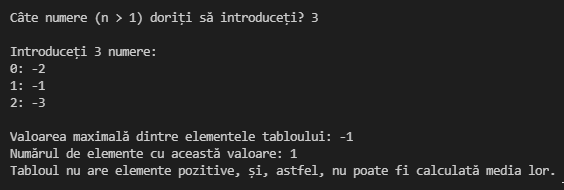 Câte numere (n > 1) doriți să introduceți? 3
Introduceți 3 numere:
0: -2
1: -1
2: -3
Valoarea maximală dintre elementele tabloului: -1
Numărul de elemente cu această valoare: 1
Tabloul nu are elemente pozitive, și, astfel, nu poate fi calculată media lor.